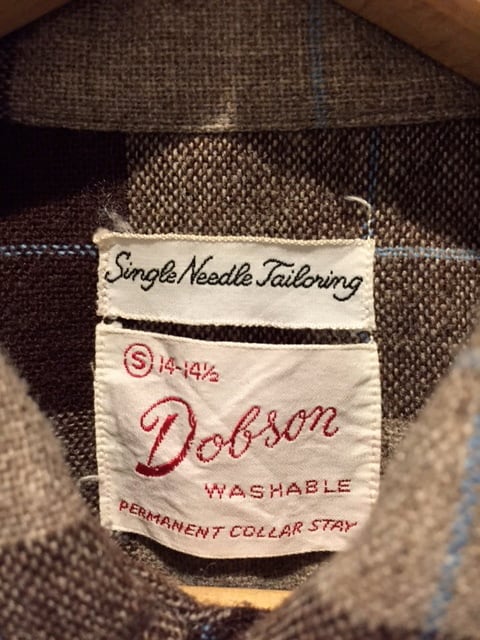 Single Needle Tailoring
S 14-14½
Dobson
WASHABLE
PERMANENT COLLAR STAY